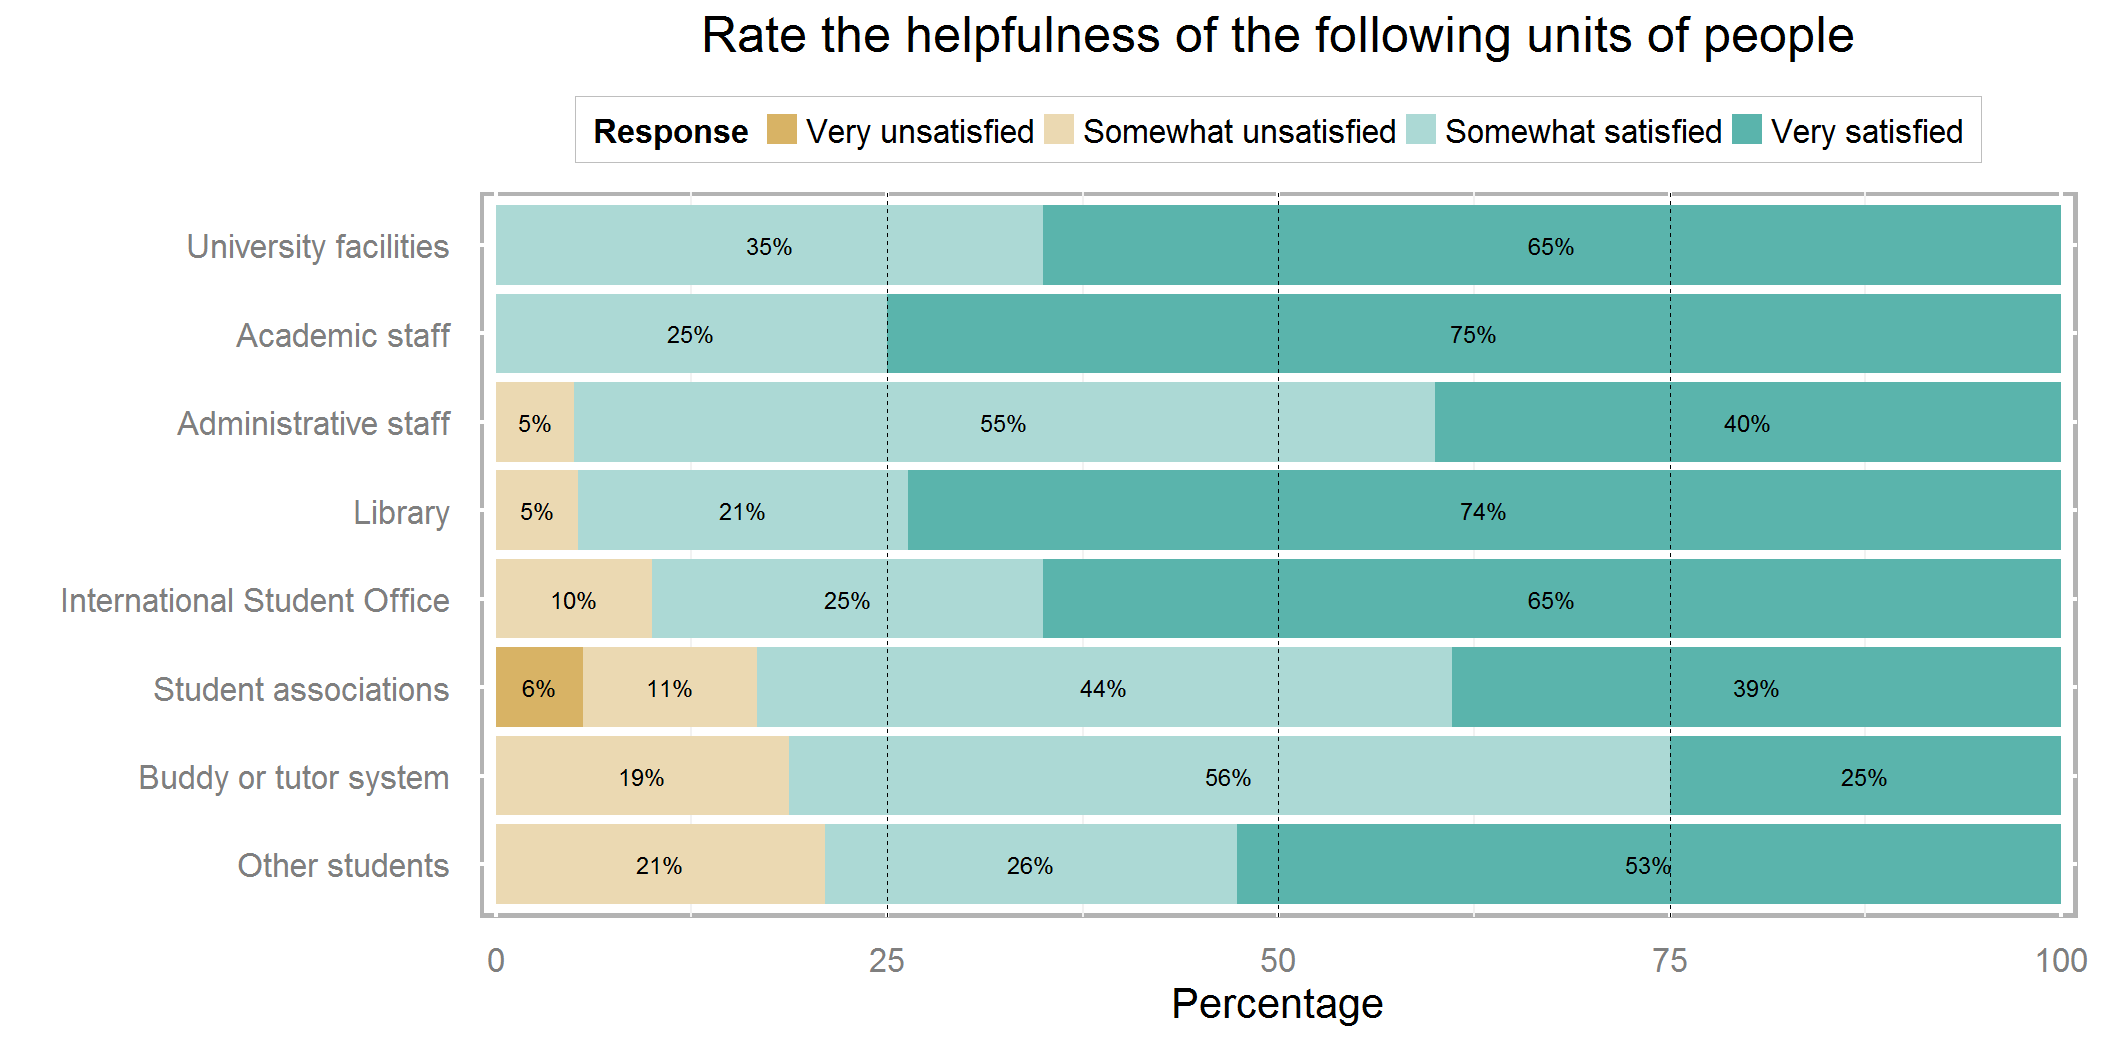 Rate the helpfulness of the following units of people
Response Very unsatisfied Somewhat unsatisfied Somewhat satisfied Very satisfied
University facilities 35% 65%
Academic staff 25% 75%
Administrative staff 5% 55% 40%
Library 5% 21% 74%
International Student Office 10% 25% 65%
Student associations 6% 11% 44% 39%
Buddy or tutor system 19% 56% 25%
Other students 21% 26% 53%
0 25 50 75 100
Percentage